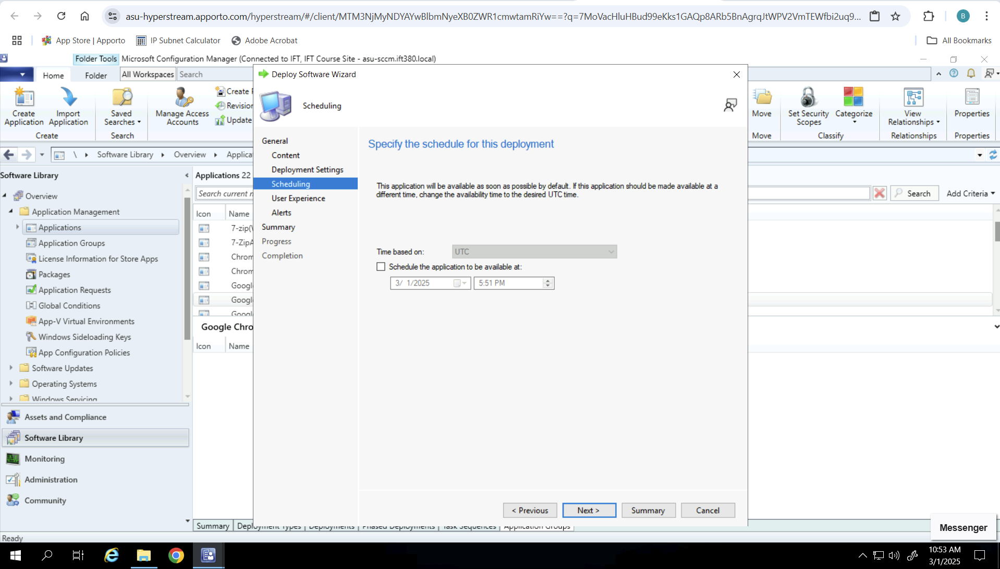 asu-hyperstream.apporto.com/hyperstream/#/client/MTM3NjMyNDYAYwBlbmNyeXB0ZWR1cmwtamRiYw==?q=7MoVacHluHBud99eKks1GAQp8ARb5BnAgrqJtWPV2VmTEWfbi2uq9...
B
App Store | Apporto
IP Subnet Calculator
Adobe Acrobat
All Bookmarks
Folder Tools
Microsoft Configuration Manager (Connected to IFT, IFT Course Site - asu-sccm.ift380.local)
Home
Folder
All Workspaces
Search
Create Application
Import Application
Create
Saved Searches
Search
Manage Access Accounts
Create
Revision
Update
Move
Move
Set Security Scopes
Categorize
Classify
View Relationships
Relationships
Properties
Properties
\ Software Library Overview
Software Library
Overview
Application Management
Applications
Application Groups
License Information for Store Apps
Packages
Application Requests
Global Conditions
App-V Virtual Environments
Windows Sideloading Keys
App Configuration Policies
Software Updates
Operating Systems
Windows Servicing
Assets and Compliance
Software Library
Monitoring
Administration
Community
Applications 22
Search current
Search
Add Criteria
Icon Name
7-zip(
7-ZipA
Chrom
Chrom
Googl
Googl
Googl
Google Chro
Icon Name
Summary
Deployment Types
Deployments
Phased Deployments
Task Sequences
Application Groups
Deploy Software Wizard
Scheduling
General
Content
Deployment Settings
Scheduling
User Experience
Alerts
Summary
Progress
Completion
Specify the schedule for this deployment
This application will be available as soon as possible by default. If this application should be made available at a
different time, change the availability time to the desired UTC time.
Time based on: UTC
Schedule the application to be available at:
3/ 1/2025 5:51 PM
< Previous
Next >
Summary
Cancel
Messenger
Ready
10:53 AM
3/1/2025